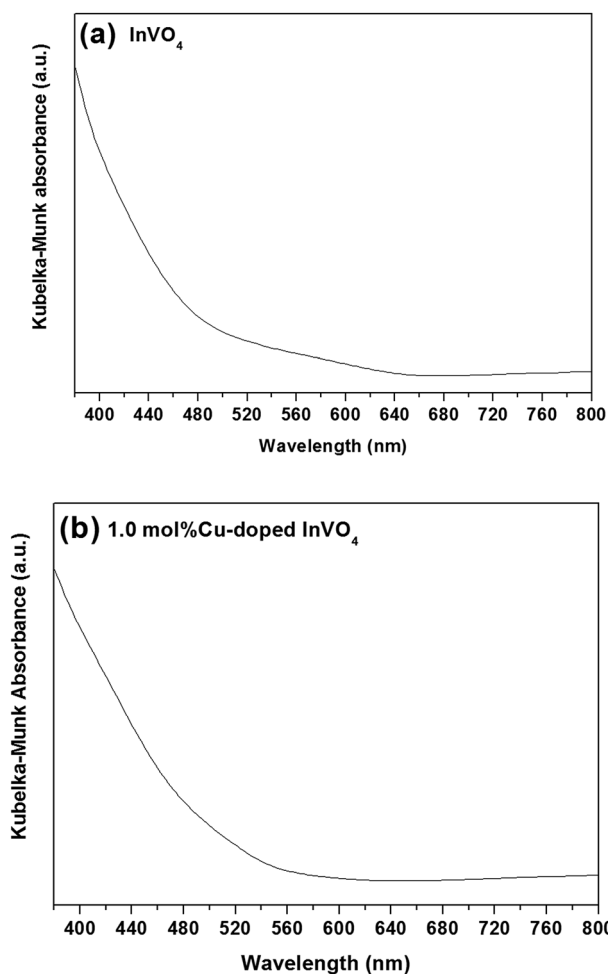 (a) InVO₄
Kubelka-Munk absorbance (a.u.)
400 440 480 520 560 600 640 680 720 760 800
Wavelength (nm)
(b) 1.0 mol%Cu-doped InVO₄
Kubelka-Munk Absorbance (a.u.)
400 440 480 520 560 600 640 680 720 760 800
Wavelength (nm)